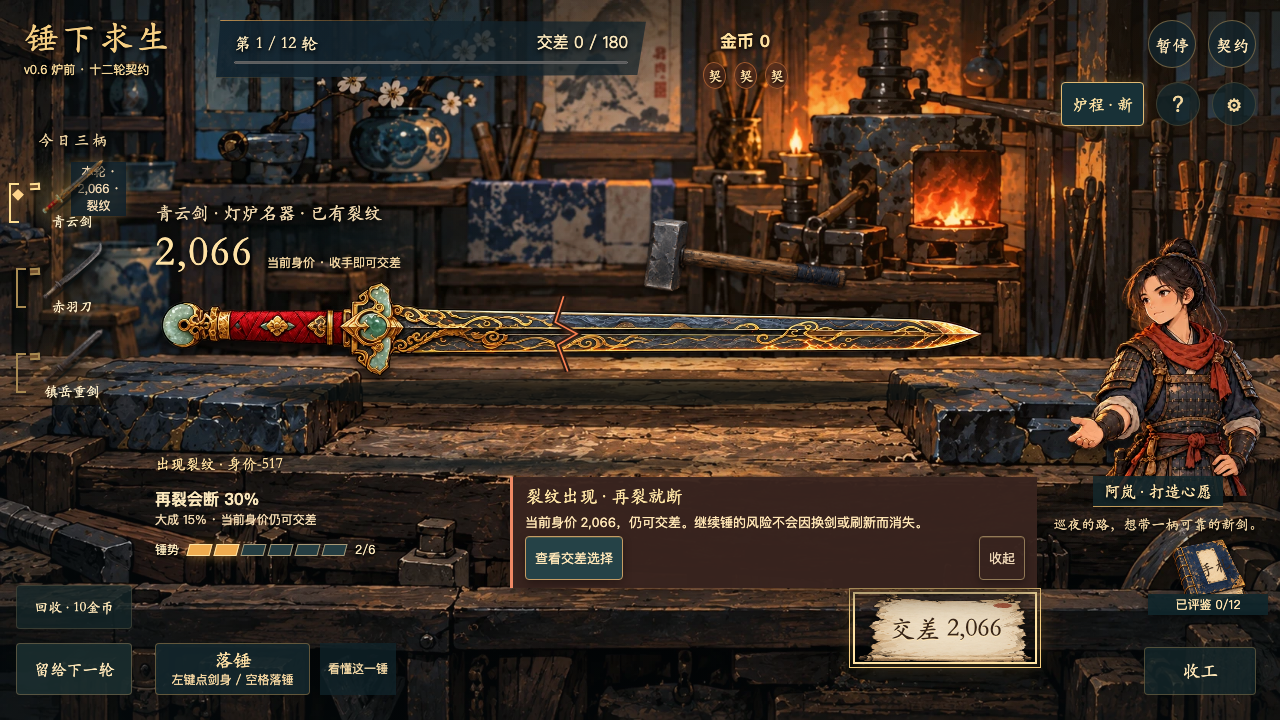 锤下求生
v0.6 炉前·十二轮契约
第 1 / 12 轮
交差 0 / 180
金币 0
契 契 契
暂停
契约
炉程·新
?
今日三柄
本轮·
2,066·
裂纹
青云剑
赤羽刀
镇岳重剑
青云剑·灯炉名器·已有裂纹
2,066
当前身价·收手即可交差
出现裂纹·身价-517
再裂会断 30%
大成 15%·当前身价仍可交差
锤势
2/6
裂纹出现·再裂就断
当前身价 2,066，仍可交差。继续锤的风险不会因换剑或刷新而消失。
查看交差选择
收起
阿岚·打造心愿
巡夜的路，想带一柄可靠的新剑。
已评鉴 0/12
回收·10金币
留给下一轮
落锤
左键点剑身 / 空格落锤
看懂这一锤
交差 2,066
收工